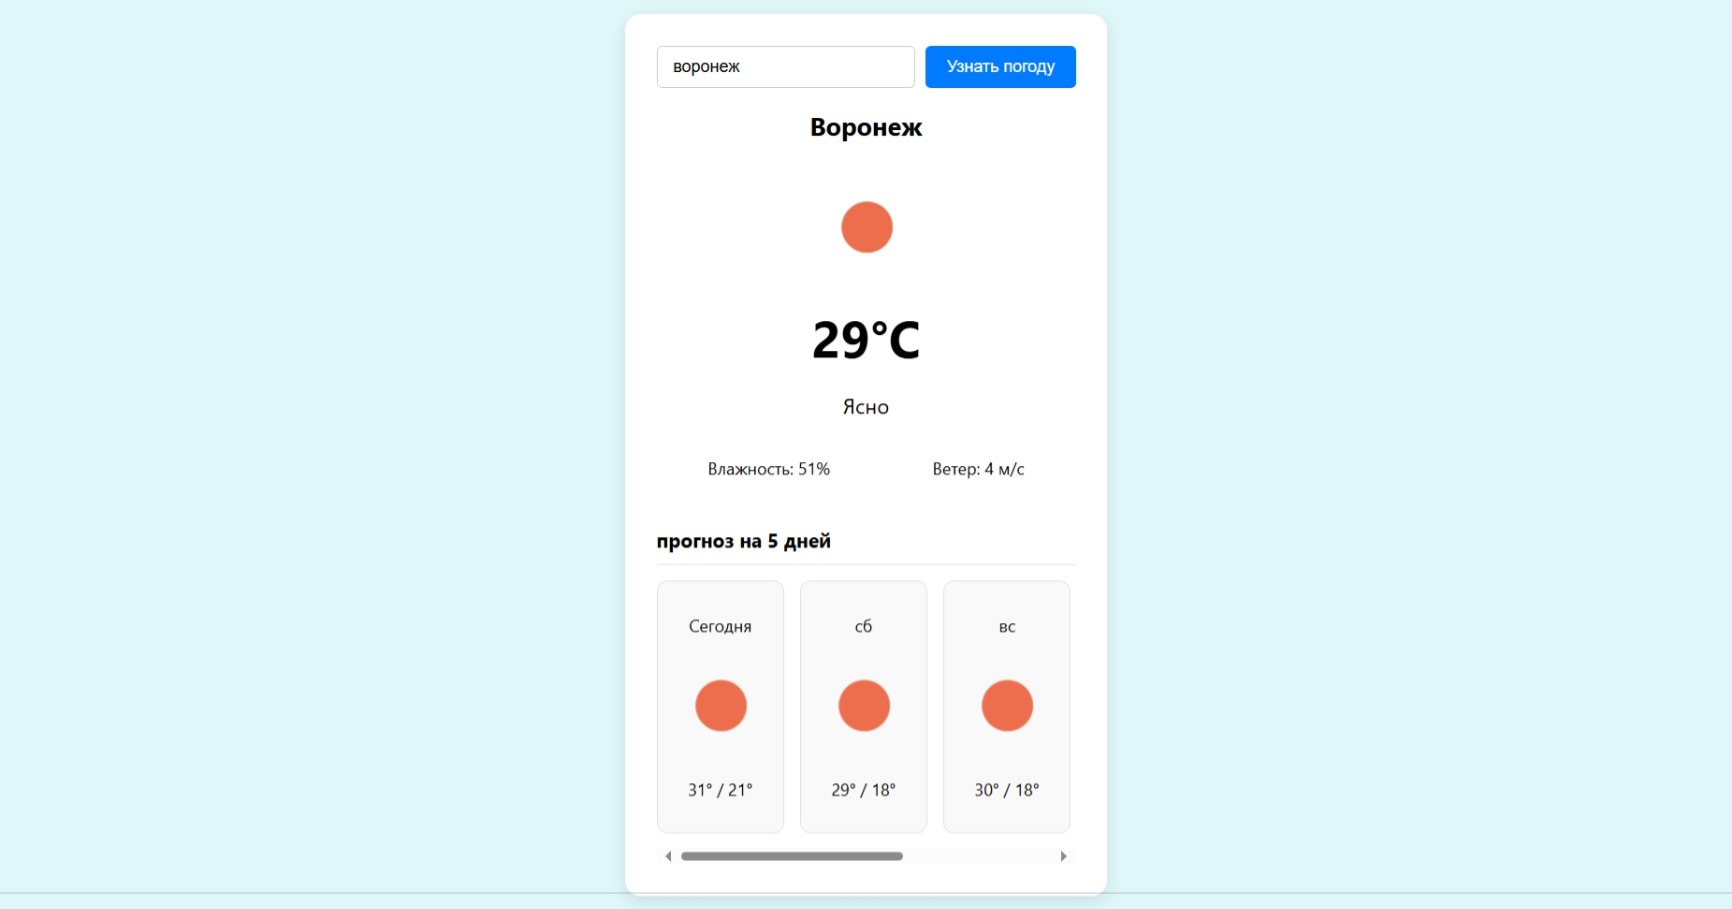 воронеж
Узнать погоду
Воронеж
29°C
Ясно
Влажность: 51%
Ветер: 4 м/с
прогноз на 5 дней
Сегодня
сб
вс
31° / 21°
29° / 18°
30° / 18°